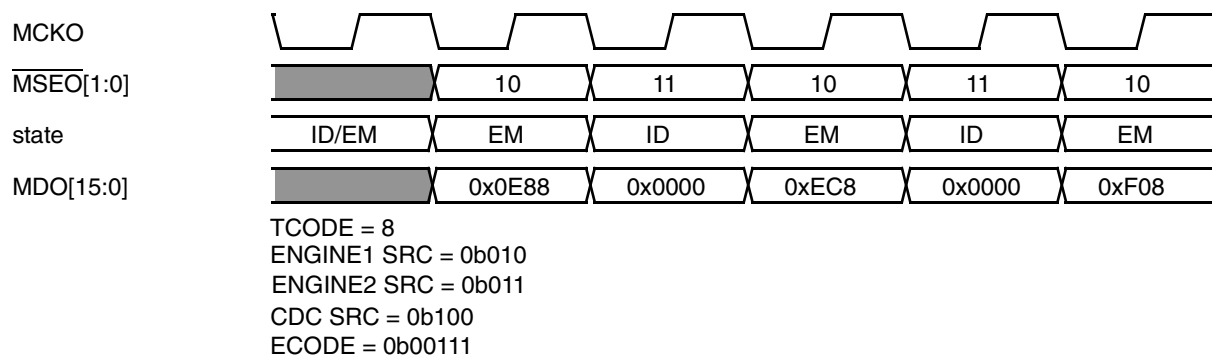 MCKO
MSEO[1:0] 10 11 10 11 10
state ID/EM EM ID EM ID EM
MDO[15:0] 0x0E88 0x0000 0xEC8 0x0000 0xF08
TCODE = 8
ENGINE1 SRC = 0b010
ENGINE2 SRC = 0b011
CDC SRC = 0b100
ECODE = 0b00111